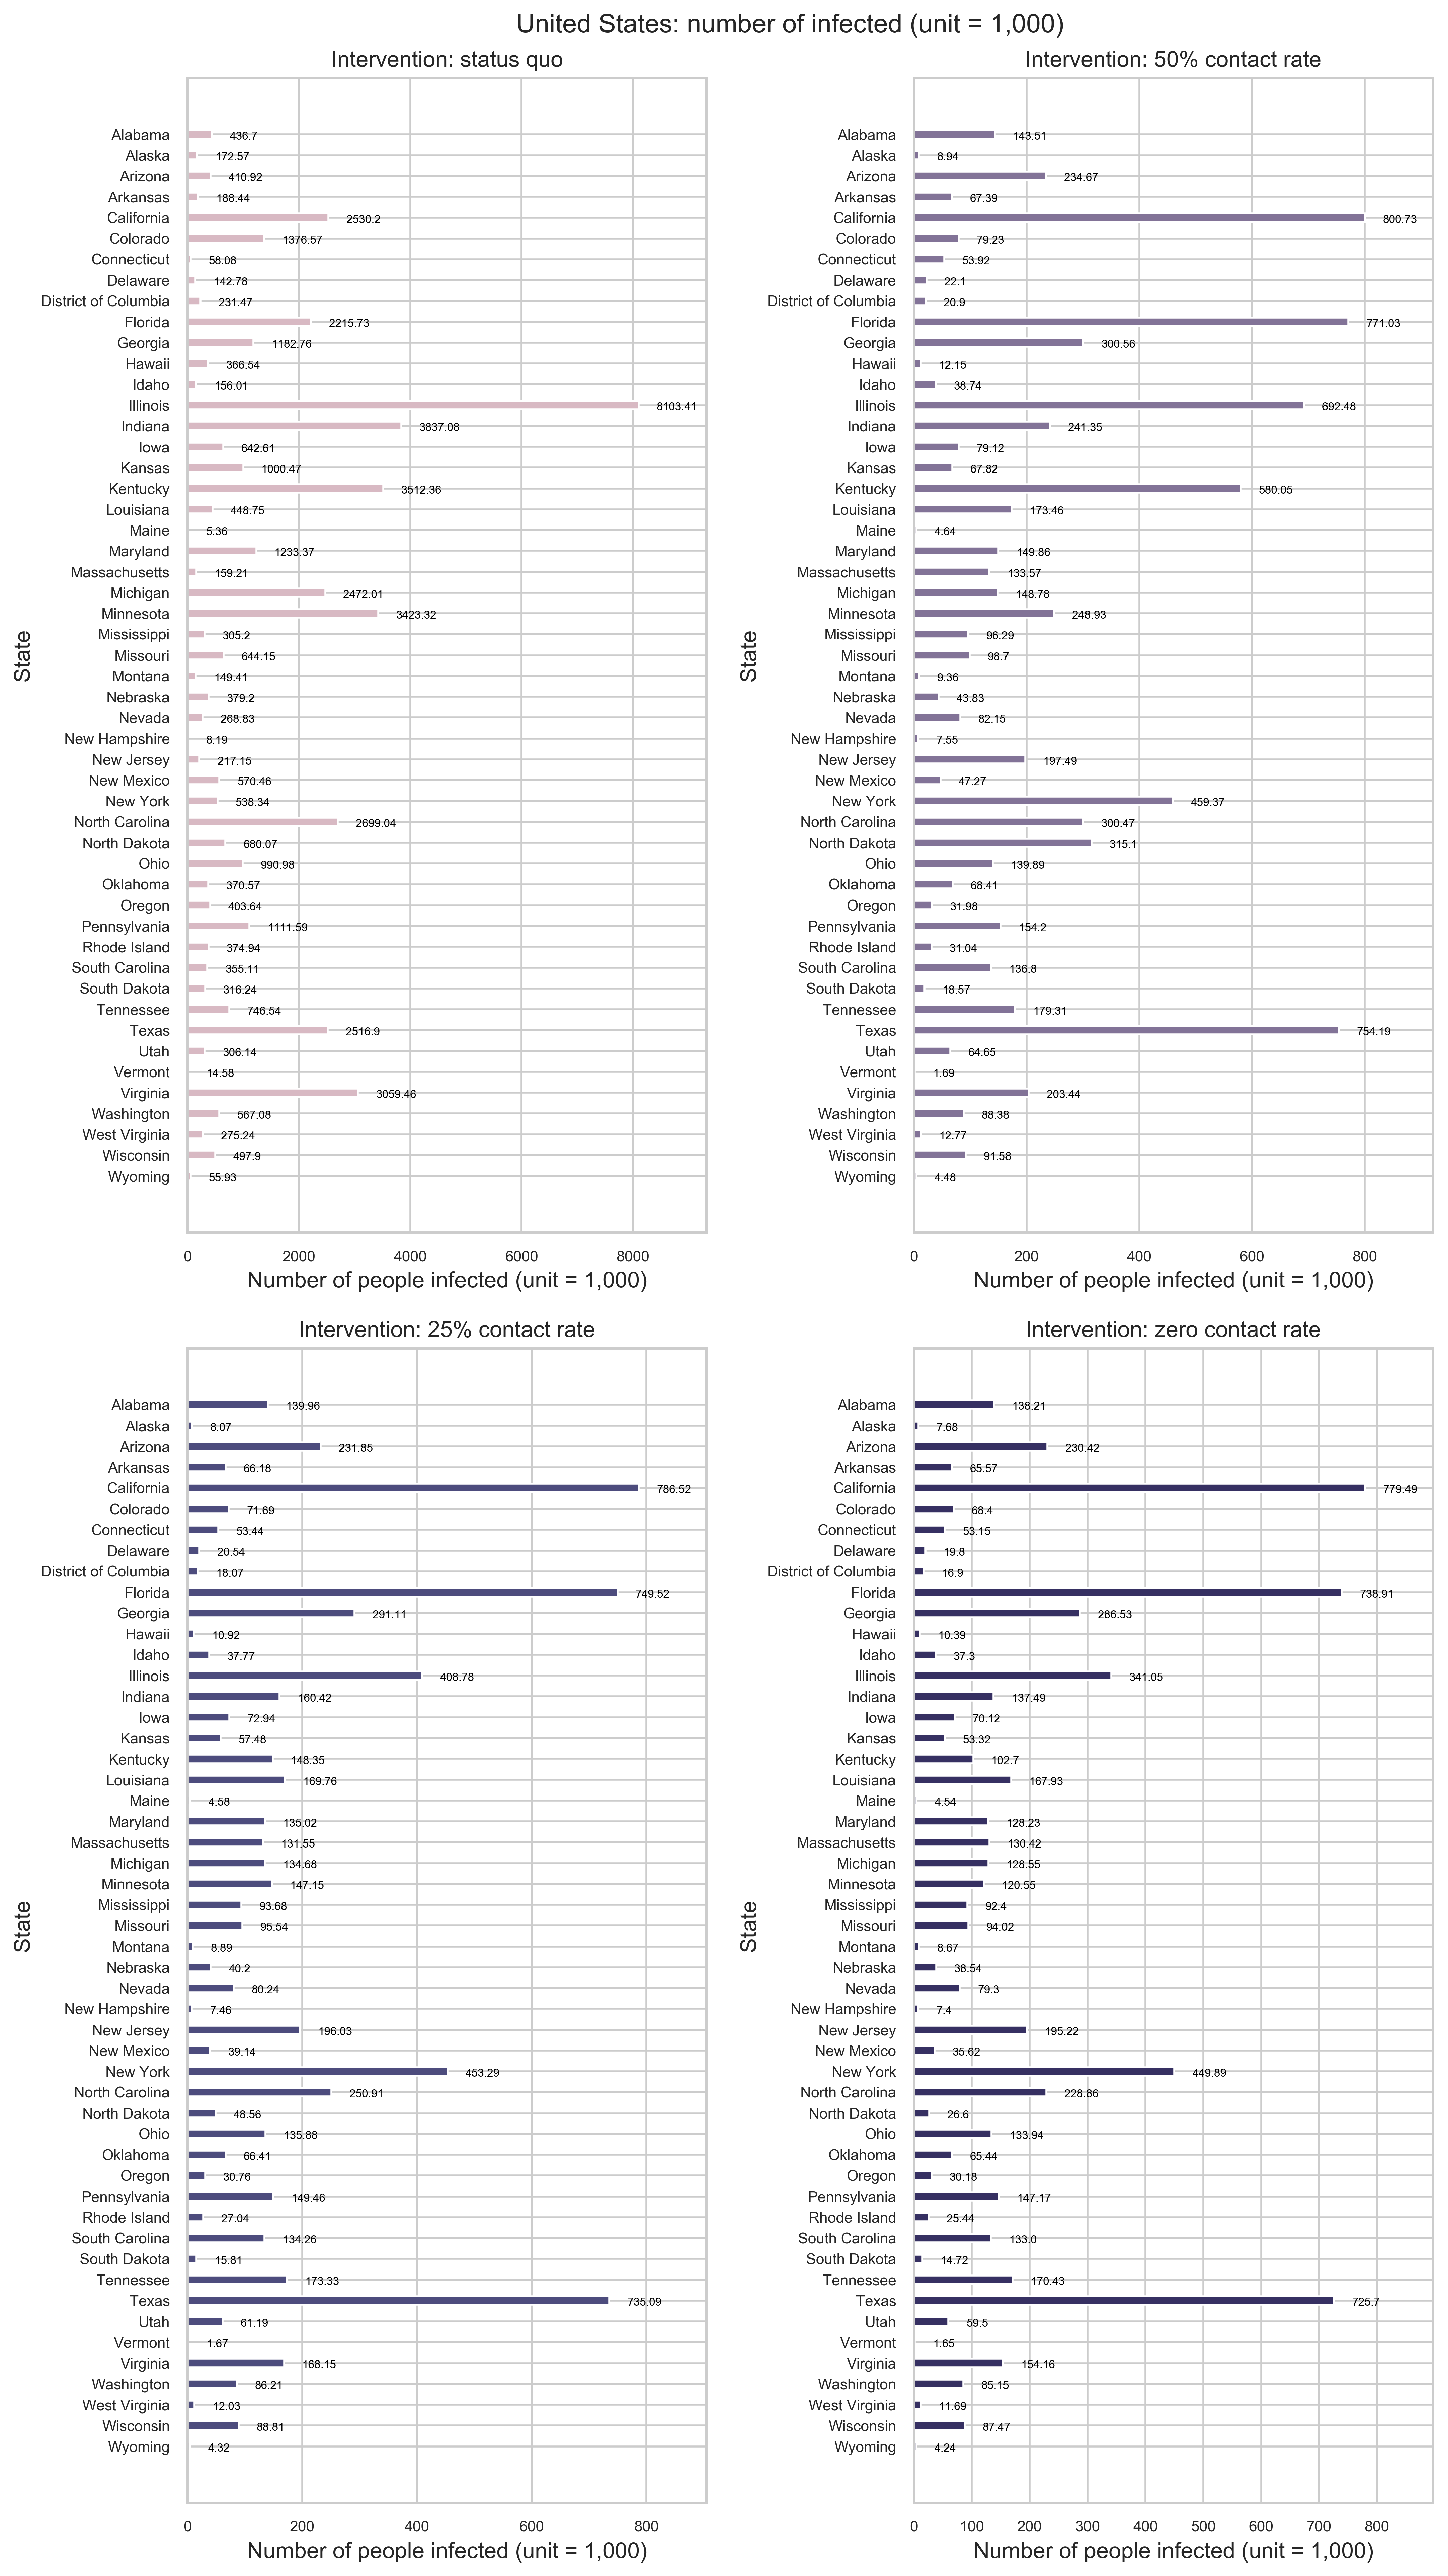 United States: number of infected (unit = 1,000)
Intervention: status quo
State
Alabama 436.7
Alaska 172.57
Arizona 410.92
Arkansas 188.44
California 2530.2
Colorado 1376.57
Connecticut 58.08
Delaware 142.78
District of Columbia 231.47
Florida 2215.73
Georgia 1182.76
Hawaii 366.54
Idaho 156.01
Illinois 8103.41
Indiana 3837.08
Iowa 642.61
Kansas 1000.47
Kentucky 3512.36
Louisiana 448.75
Maine 5.36
Maryland 1233.37
Massachusetts 159.21
Michigan 2472.01
Minnesota 3423.32
Mississippi 305.2
Missouri 644.15
Montana 149.41
Nebraska 379.2
Nevada 268.83
New Hampshire 8.19
New Jersey 217.15
New Mexico 570.46
New York 538.34
North Carolina 2699.04
North Dakota 680.07
Ohio 990.98
Oklahoma 370.57
Oregon 403.64
Pennsylvania 1111.59
Rhode Island 374.94
South Carolina 355.11
South Dakota 316.24
Tennessee 746.54
Texas 2516.9
Utah 306.14
Vermont 14.58
Virginia 3059.46
Washington 567.08
West Virginia 275.24
Wisconsin 497.9
Wyoming 55.93
0 2000 4000 6000 8000
Number of people infected (unit = 1,000)
Intervention: 50% contact rate
State
Alabama 143.51
Alaska 8.94
Arizona 234.67
Arkansas 67.39
California 800.73
Colorado 79.23
Connecticut 53.92
Delaware 22.1
District of Columbia 20.9
Florida 771.03
Georgia 300.56
Hawaii 12.15
Idaho 38.74
Illinois 692.48
Indiana 241.35
Iowa 79.12
Kansas 67.82
Kentucky 580.05
Louisiana 173.46
Maine 4.64
Maryland 149.86
Massachusetts 133.57
Michigan 148.78
Minnesota 248.93
Mississippi 96.29
Missouri 98.7
Montana 9.36
Nebraska 43.83
Nevada 82.15
New Hampshire 7.55
New Jersey 197.49
New Mexico 47.27
New York 459.37
North Carolina 300.47
North Dakota 315.1
Ohio 139.89
Oklahoma 68.41
Oregon 31.98
Pennsylvania 154.2
Rhode Island 31.04
South Carolina 136.8
South Dakota 18.57
Tennessee 179.31
Texas 754.19
Utah 64.65
Vermont 1.69
Virginia 203.44
Washington 88.38
West Virginia 12.77
Wisconsin 91.58
Wyoming 4.48
0 200 400 600 800
Number of people infected (unit = 1,000)
Intervention: 25% contact rate
State
Alabama 139.96
Alaska 8.07
Arizona 231.85
Arkansas 66.18
California 786.52
Colorado 71.69
Connecticut 53.44
Delaware 20.54
District of Columbia 18.07
Florida 749.52
Georgia 291.11
Hawaii 10.92
Idaho 37.77
Illinois 408.78
Indiana 160.42
Iowa 72.94
Kansas 57.48
Kentucky 148.35
Louisiana 169.76
Maine 4.58
Maryland 135.02
Massachusetts 131.55
Michigan 134.68
Minnesota 147.15
Mississippi 93.68
Missouri 95.54
Montana 8.89
Nebraska 40.2
Nevada 80.24
New Hampshire 7.46
New Jersey 196.03
New Mexico 39.14
New York 453.29
North Carolina 250.91
North Dakota 48.56
Ohio 135.88
Oklahoma 66.41
Oregon 30.76
Pennsylvania 149.46
Rhode Island 27.04
South Carolina 134.26
South Dakota 15.81
Tennessee 173.33
Texas 735.09
Utah 61.19
Vermont 1.67
Virginia 168.15
Washington 86.21
West Virginia 12.03
Wisconsin 88.81
Wyoming 4.32
0 200 400 600 800
Number of people infected (unit = 1,000)
Intervention: zero contact rate
State
Alabama 138.21
Alaska 7.68
Arizona 230.42
Arkansas 65.57
California 779.49
Colorado 68.4
Connecticut 53.15
Delaware 19.8
District of Columbia 16.9
Florida 738.91
Georgia 286.53
Hawaii 10.39
Idaho 37.3
Illinois 341.05
Indiana 137.49
Iowa 70.12
Kansas 53.32
Kentucky 102.7
Louisiana 167.93
Maine 4.54
Maryland 128.23
Massachusetts 130.42
Michigan 128.55
Minnesota 120.55
Mississippi 92.4
Missouri 94.02
Montana 8.67
Nebraska 38.54
Nevada 79.3
New Hampshire 7.4
New Jersey 195.22
New Mexico 35.62
New York 449.89
North Carolina 228.86
North Dakota 26.6
Ohio 133.94
Oklahoma 65.44
Oregon 30.18
Pennsylvania 147.17
Rhode Island 25.44
South Carolina 133.0
South Dakota 14.72
Tennessee 170.43
Texas 725.7
Utah 59.5
Vermont 1.65
Virginia 154.16
Washington 85.15
West Virginia 11.69
Wisconsin 87.47
Wyoming 4.24
0 100 200 300 400 500 600 700 800
Number of people infected (unit = 1,000)